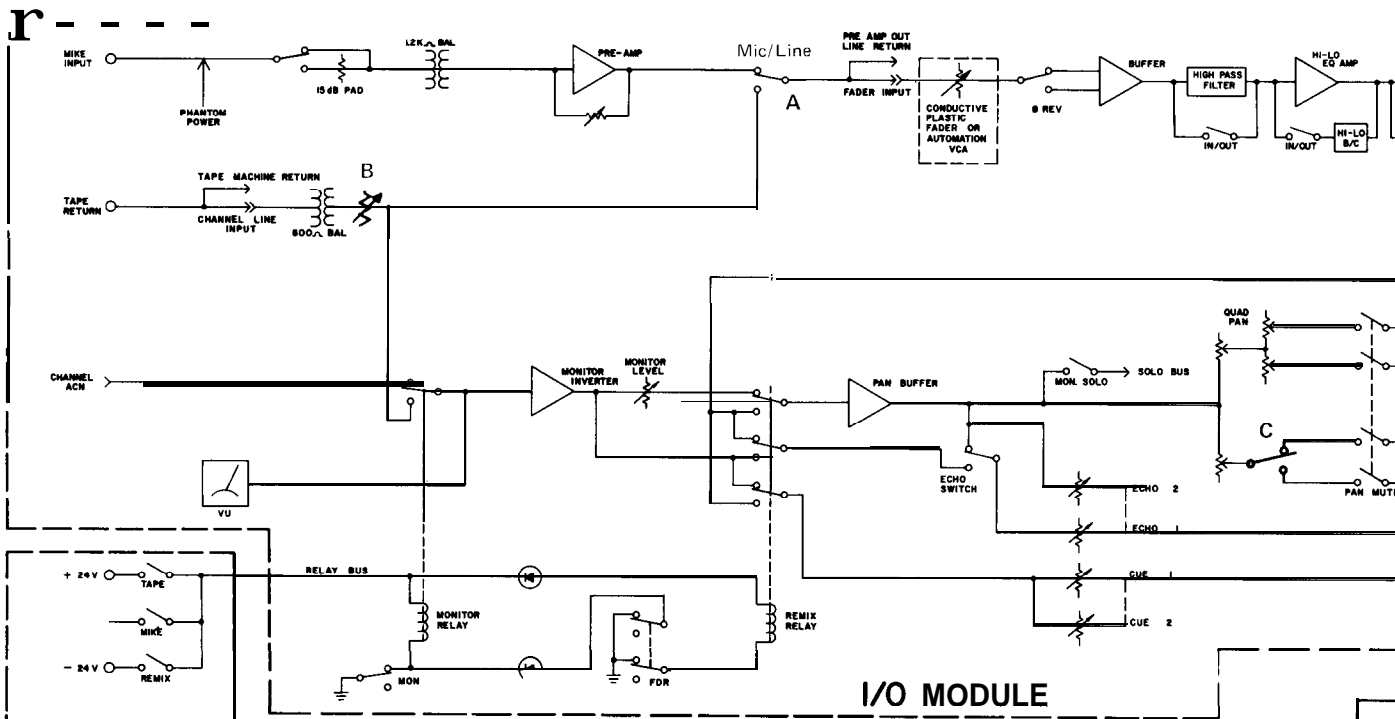 r - - - -
MIKE
INPUT
PHANTOM
POWER
15 dB PAD
1.2K Ω BAL
PRE-AMP
Mic/Line
A
PRE AMP OUT
LINE RETURN
FADER INPUT
CONDUCTIVE
PLASTIC
FADER OR
AUTOMATION
VCA
Ø REV
BUFFER
HIGH PASS
FILTER
IN/OUT
HI-LO
EQ AMP
IN/OUT
HI-LO
B/C
TAPE
RETURN
TAPE MACHINE RETURN
CHANNEL LINE
INPUT
600 Ω BAL
B
CHANNEL
ACN
VU
MONITOR
INVERTER
MONITOR
LEVEL
PAN BUFFER
MON. SOLO
SOLO BUS
QUAD
PAN
C
PAN MUTE
ECHO
SWITCH
ECHO 2
ECHO 1
CUE 1
CUE 2
+ 24V
TAPE
MIKE
- 24V
REMIX
RELAY BUS
MONITOR
RELAY
MON
FDR
REMIX
RELAY
I/O MODULE